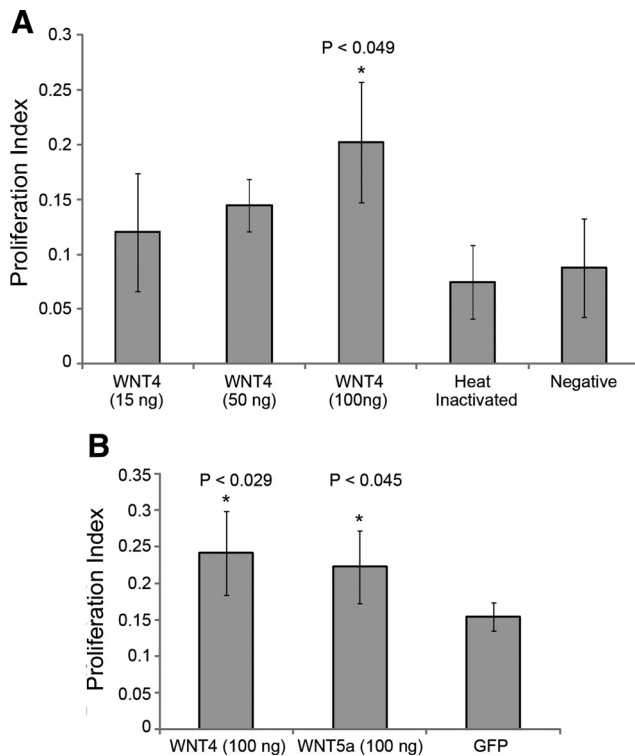 A
0.3
P < 0.049
*
0.25
0.2
0.15
0.1
0.05
0
Proliferation Index
WNT4 (15 ng)
WNT4 (50 ng)
WNT4 (100ng)
Heat Inactivated
Negative
B
0.35
P < 0.029
P < 0.045
*
*
0.3
0.25
0.2
0.15
0.1
0.05
0
Proliferation Index
WNT4 (100 ng)
WNT5a (100 ng)
GFP